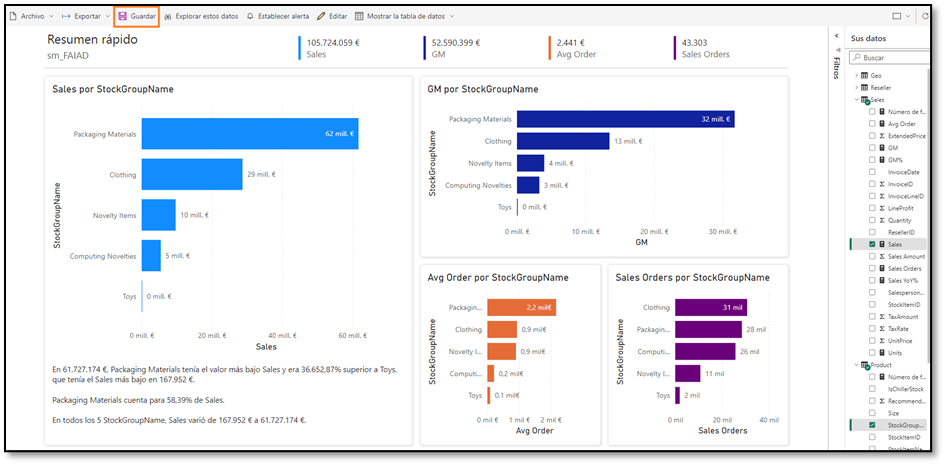 Archivo
Exportar
Guardar
Explorar estos datos
Establecer alerta
Editar
Mostrar la tabla de datos
Resumen rápido
sm_FAIAD
105.724.059 €
Sales
52.590.399 €
GM
2.441 €
Avg Order
43.303
Sales Orders
Sales por StockGroupName
StockGroupName
Packaging Materials
62 mill. €
Clothing
29 mill. €
Novelty Items
10 mill. €
Computing Novelties
5 mill. €
Toys
0 mill. €
0 mill. €
20 mill. €
40 mill. €
60 mill. €
Sales
En 61.727.174 €, Packaging Materials tenía el valor más bajo Sales y era 36.652,87% superior a Toys,
que tenía el Sales más bajo en 167.952 €.
Packaging Materials cuenta para 58,39% de Sales.
En todos los 5 StockGroupName, Sales varió de 167.952 € a 61.727.174 €.
GM por StockGroupName
StockGroupName
Packaging Materials
32 mill. €
Clothing
13 mill. €
Novelty Items
4 mill. €
Computing Novelties
3 mill. €
Toys
0 mill. €
0 mill. €
10 mill. €
20 mill. €
30 mill. €
GM
Avg Order por StockGroupName
StockGroupName
Packagin...
2,2 mil€
Clothing
0,9 mil€
Novelty I...
0,9 mil€
Computi...
0,2 mil€
Toys
0,1 mil€
0 mil €
1 mil €
2 mil €
Avg Order
Sales Orders por StockGroupName
StockGroupName
Clothing
31 mil
Packagin...
28 mil
Computi...
26 mil
Novelty I...
11 mil
Toys
2 mil
0 mil
20 mil
40 mil
Sales Orders
Filtros
Sus datos
Buscar
Geo
Reseller
Sales
Número de f...
Avg Order
ExtendedPrice
GM
GM%
InvoiceDate
InvoiceID
InvoiceLineID
LineProfit
Quantity
ResellerID
Sales
Sales Amount
Sales Orders
Sales YoY%
Salesperson...
StockItemID
TaxAmount
TaxRate
UnitPrice
Units
Product
Número de f...
IsChillerStock
Recommend...
Size
StockGroup...
StockItemID
StockItemNa...